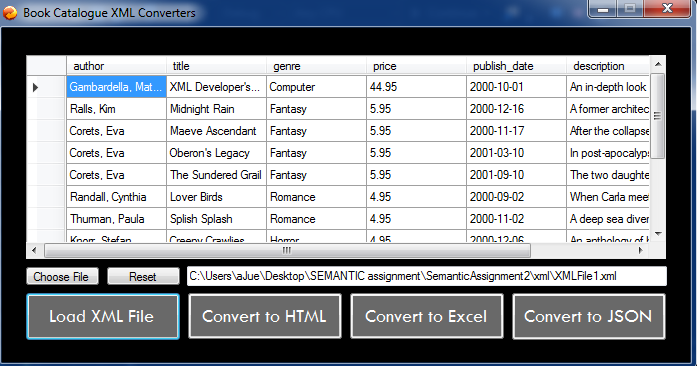 Book Catalogue XML Converters
author title genre price publish_date description
Gambardella, Mat... XML Developer's... Computer 44.95 2000-10-01 An in-depth look
Ralls, Kim Midnight Rain Fantasy 5.95 2000-12-16 A former architec
Corets, Eva Maeve Ascendant Fantasy 5.95 2000-11-17 After the collapse
Corets, Eva Oberon's Legacy Fantasy 5.95 2001-03-10 In post-apocalyp
Corets, Eva The Sundered Grail Fantasy 5.95 2001-09-10 The two daughte
Randall, Cynthia Lover Birds Romance 4.95 2000-09-02 When Carla meet
Thurman, Paula Splish Splash Romance 4.95 2000-11-02 A deep sea diver
Knorr, Stefan Creepy Crawlies Horror 4.95 2000-12-06 An anthology of h
Choose File Reset C:\Users\aJue\Desktop\SEMANTIC assignment\SemanticAssignment2\xml\XMLFile1.xml
Load XML File Convert to HTML Convert to Excel Convert to JSON